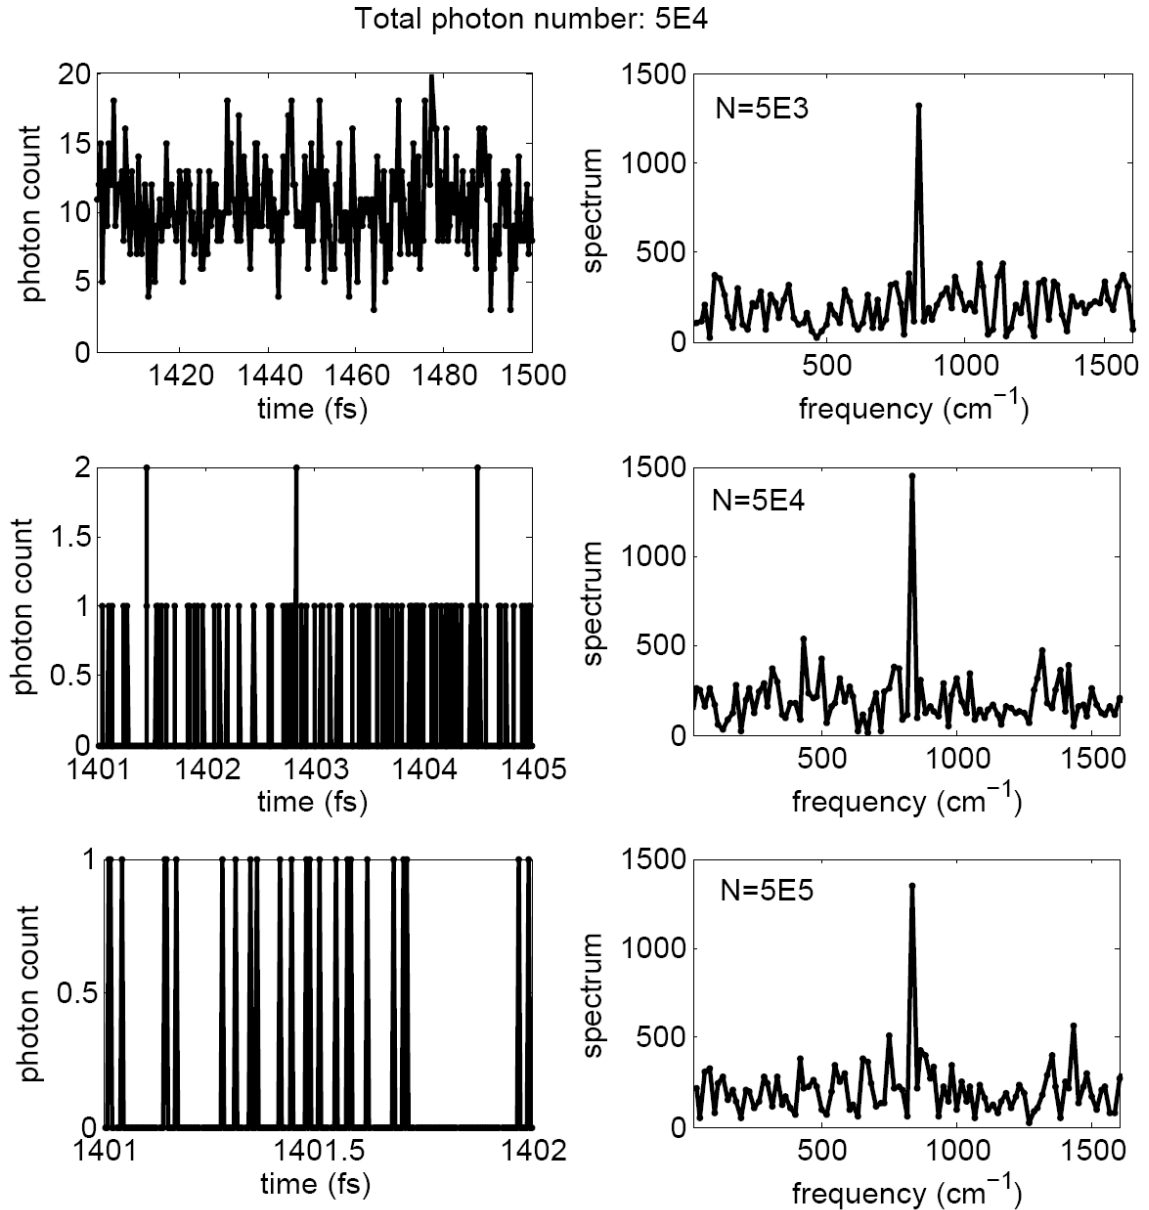 Total photon number: 5E4
20
15
10
5
0
photon count
1420 1440 1460 1480 1500
time (fs)
1500
1000
500
0
spectrum
N=5E3
500 1000 1500
frequency (cm⁻¹)
2
1.5
1
0.5
0
photon count
1401 1402 1403 1404 1405
time (fs)
1500
1000
500
0
spectrum
N=5E4
500 1000 1500
frequency (cm⁻¹)
1
0.5
0
photon count
1401 1401.5 1402
time (fs)
1500
1000
500
0
spectrum
N=5E5
500 1000 1500
frequency (cm⁻¹)